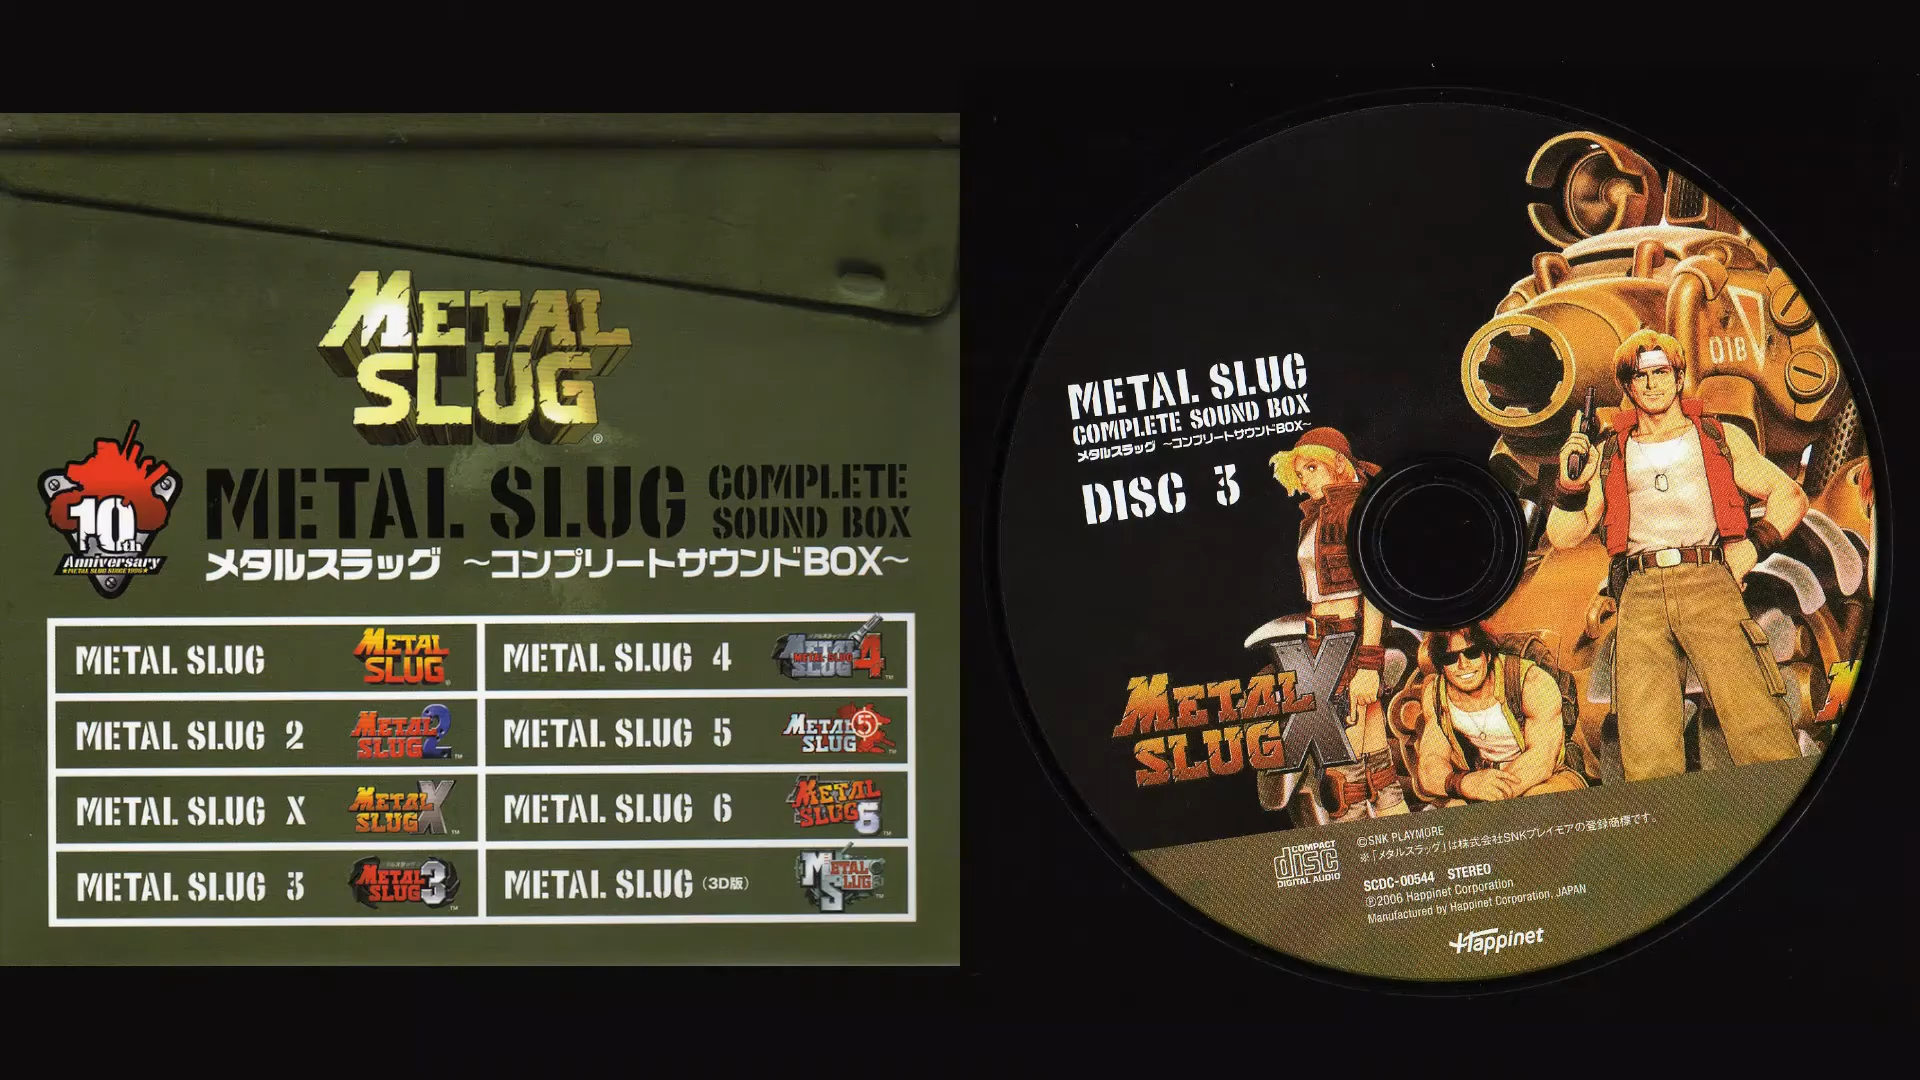 METAL
SLUG
®
10th
Anniversary
★METAL SLUG SINCE 1996★
METAL SLUG COMPLETE
SOUND BOX
メタルスラッグ ～コンプリートサウンドBOX～
METAL SLUG METAL SLUG
METAL SLUG 4 METAL SLUG 4
METAL SLUG 2 METAL SLUG 2
METAL SLUG 5 METAL SLUG 5
METAL SLUG X METAL SLUG X
METAL SLUG 6 METAL SLUG 6
METAL SLUG 3 METAL SLUG 3
METAL SLUG (3D版) METAL SLUG
METAL SLUG
COMPLETE SOUND BOX
メタルスラッグ ～コンプリートサウンドBOX～
DISC 3
018
METAL
SLUG X
COMPACT
disc
DIGITAL AUDIO
©SNK PLAYMORE
※「メタルスラッグ」は株式会社SNKプレイモアの登録商標です。
SCDC-00544 STEREO
℗2006 Happinet Corporation
Manufactured by Happinet Corporation, JAPAN
Happinet